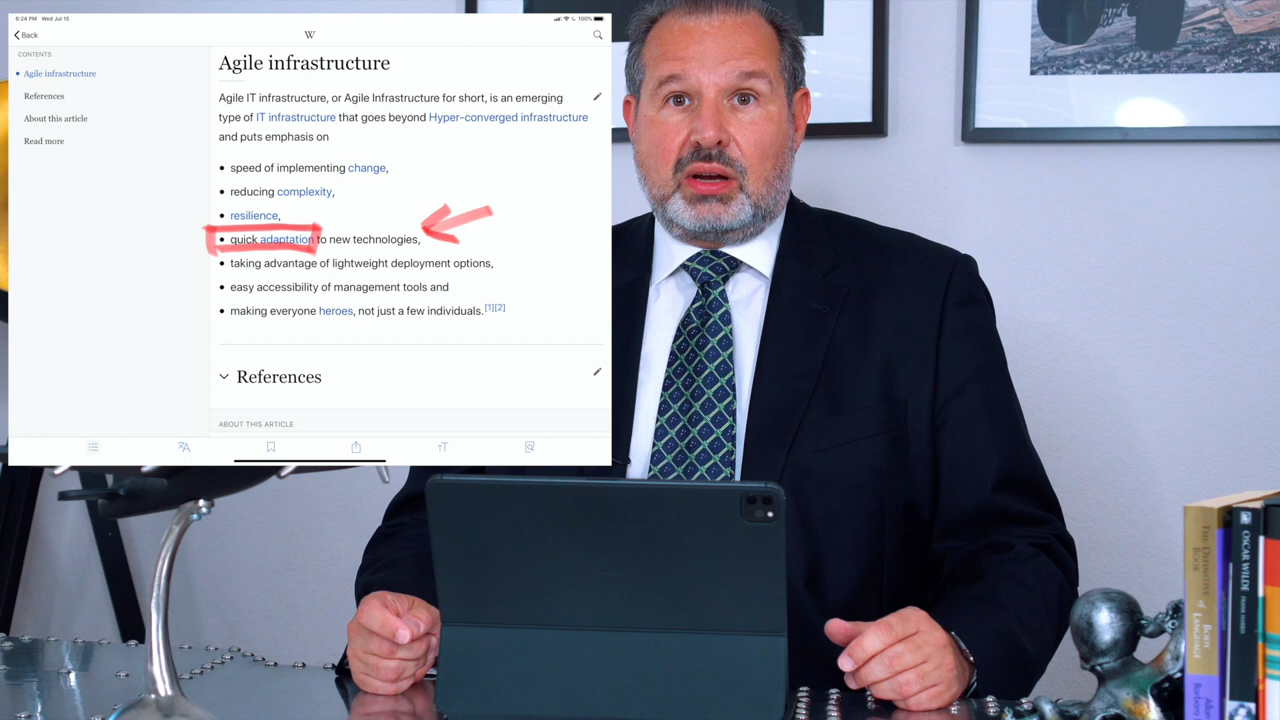 6:24 PM Wed Jul 15
100%
Back
W
CONTENTS
Agile infrastructure
References
About this article
Read more
Agile infrastructure
Agile IT infrastructure, or Agile Infrastructure for short, is an emerging
type of IT infrastructure that goes beyond Hyper-converged infrastructure
and puts emphasis on
• speed of implementing change,
• reducing complexity,
• resilience,
• quick adaptation to new technologies,
• taking advantage of lightweight deployment options,
• easy accessibility of management tools and
• making everyone heroes, not just a few individuals.[1][2]
References
ABOUT THIS ARTICLE
THE DEFINITIVE
BOOK
of
BODY
LANGUAGE
Barbara
OSCAR WILDE